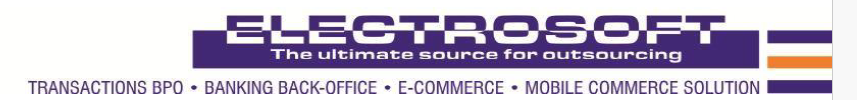 ELECTROSOFT
The ultimate source for outsourcing
TRANSACTIONS BPO • BANKING BACK-OFFICE • E-COMMERCE • MOBILE COMMERCE SOLUTION